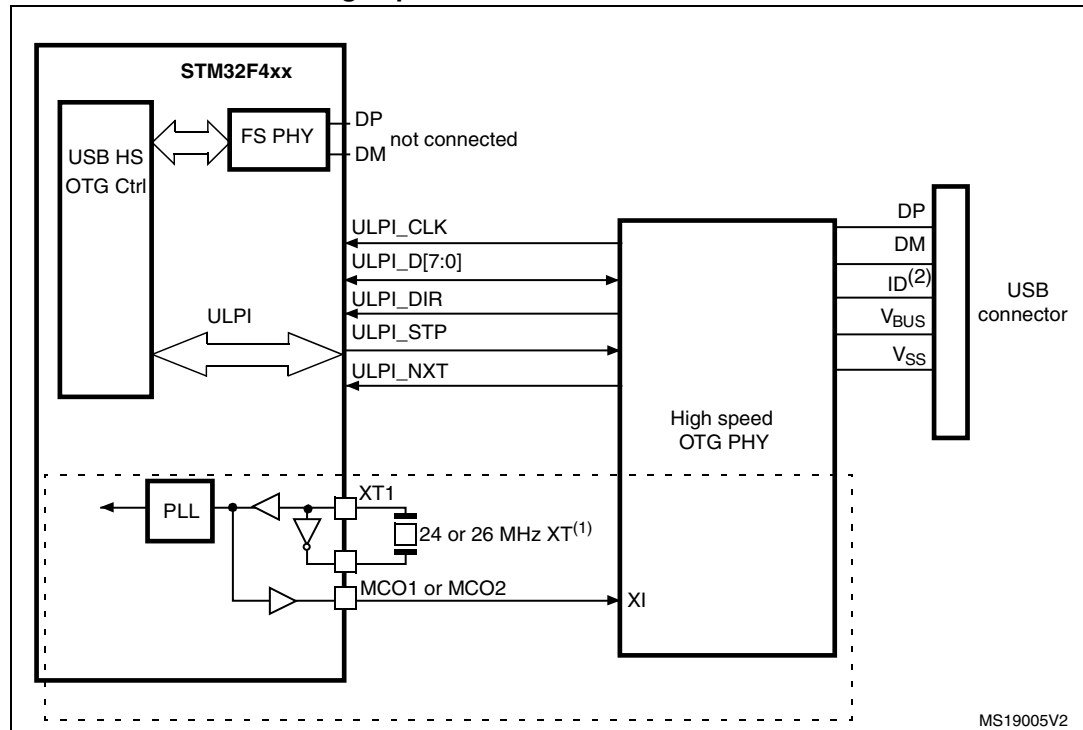 STM32F4xx
USB HS
OTG Ctrl
FS PHY
DP
DM
not connected
ULPI
ULPI_CLK
ULPI_D[7:0]
ULPI_DIR
ULPI_STP
ULPI_NXT
High speed
OTG PHY
DP
DM
ID(2)
VBUS
VSS
USB
connector
PLL
XT1
24 or 26 MHz XT(1)
MCO1 or MCO2
XI
MS19005V2